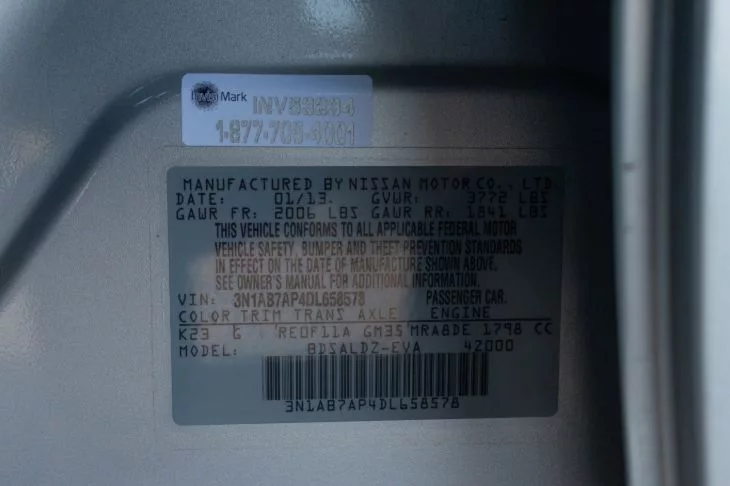 InvisiMark
INV53294
1-877-705-4001
MANUFACTURED BY NISSAN MOTOR CO., LTD.
DATE: 01/13. GVWR: 3772 LBS
GAWR FR: 2006 LBS GAWR RR: 1841 LBS
THIS VEHICLE CONFORMS TO ALL APPLICABLE FEDERAL MOTOR
VEHICLE SAFETY, BUMPER AND THEFT PREVENTION STANDARDS
IN EFFECT ON THE DATE OF MANUFACTURE SHOWN ABOVE.
SEE OWNER'S MANUAL FOR ADDITIONAL INFORMATION.
VIN: 3N1AB7AP4DL658578 PASSENGER CAR.
COLOR TRIM TRANS AXLE ENGINE
K23 G RE0F11A GM35 MRA8DE 1798 CC
MODEL: BDSALDZ-EVA 42000
3N1AB7AP4DL658578